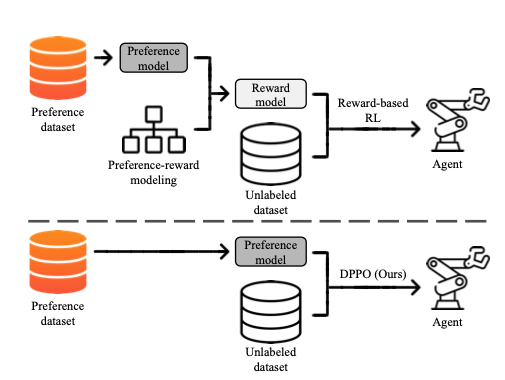 Preference
model
Preference
dataset
Reward
model
Reward-based
RL
Preference-reward
modeling
Agent
Unlabeled
dataset
Preference
model
DPPO (Ours)
Preference
dataset
Agent
Unlabeled
dataset